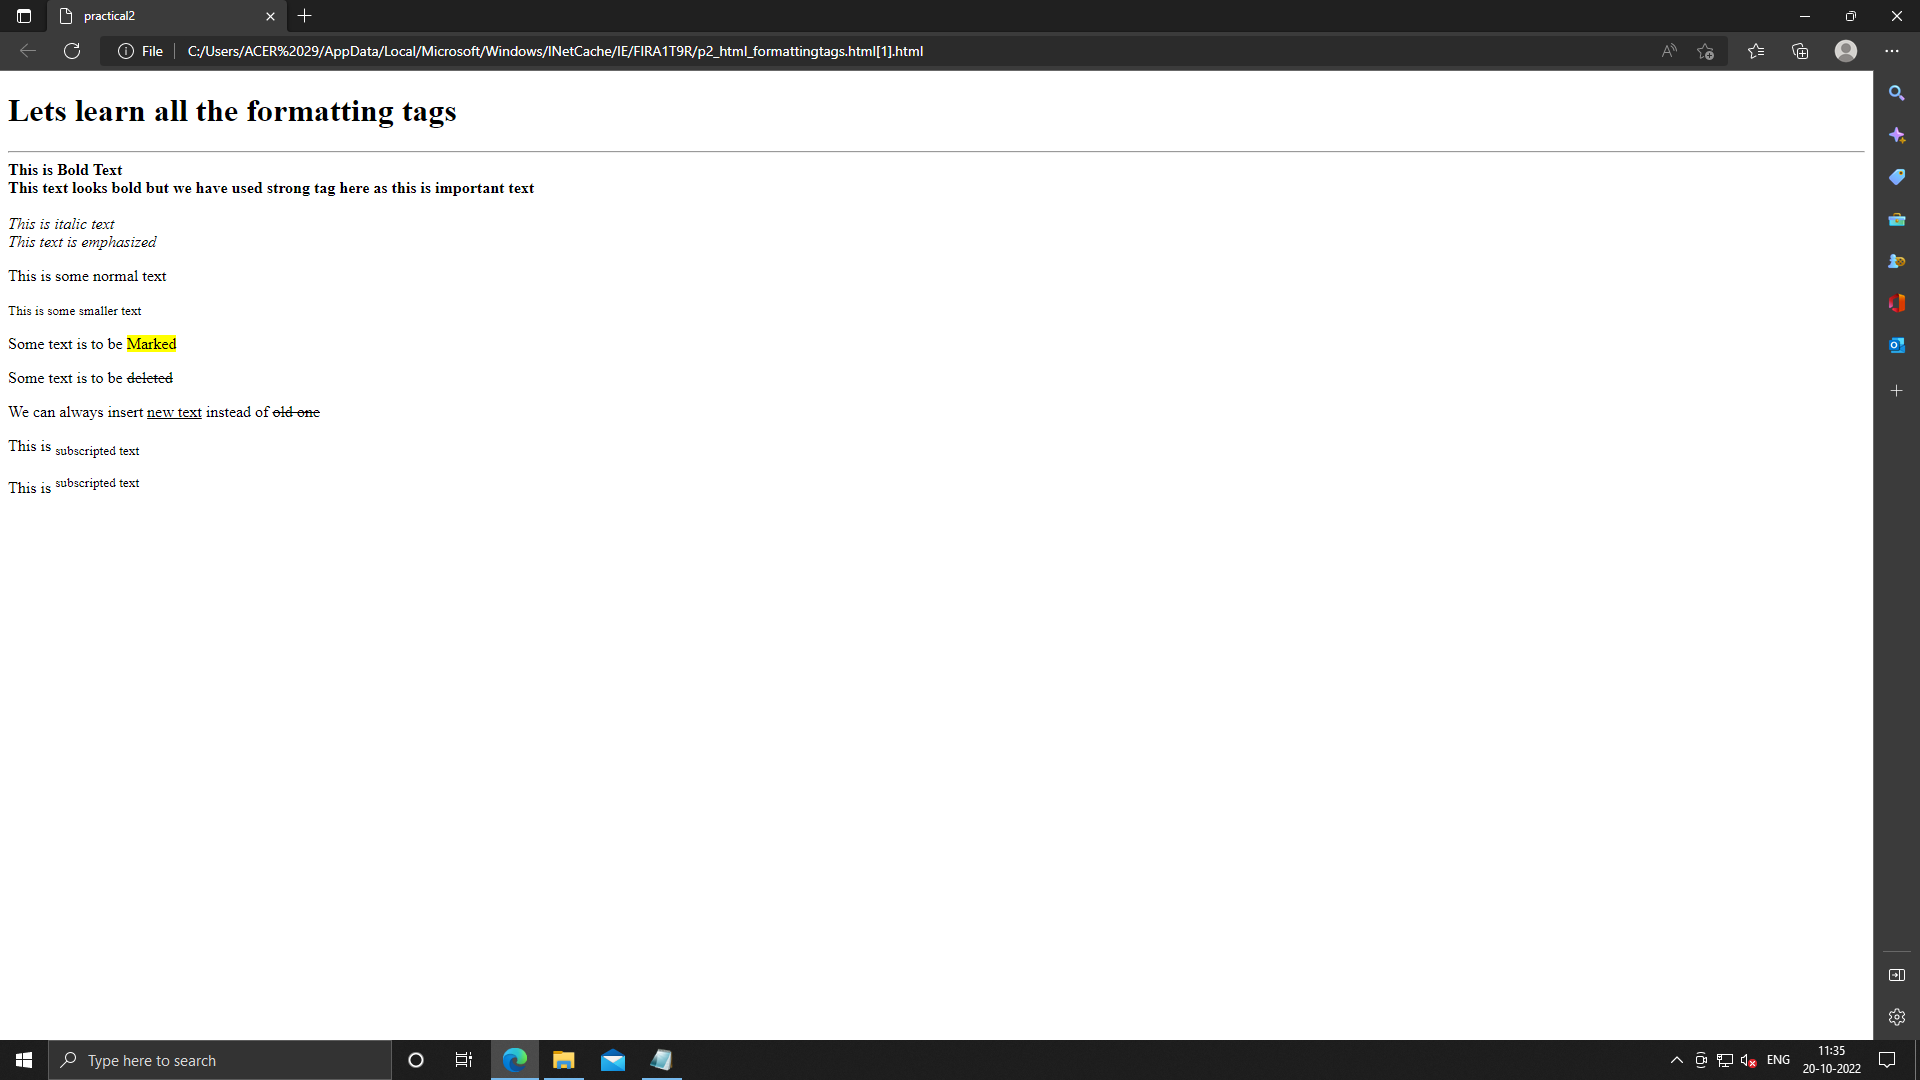 practical2
File
C:/Users/ACER%2029/AppData/Local/Microsoft/Windows/INetCache/IE/FIRA1T9R/p2_html_formattingtags.html[1].html
Lets learn all the formatting tags
This is Bold Text
This text looks bold but we have used strong tag here as this is important text
This is italic text
This text is emphasized
This is some normal text
This is some smaller text
Some text is to be Marked
Some text is to be deleted
We can always insert new text instead of old one
This is subscripted text
This is subscripted text
Type here to search
ENG
11:35
20-10-2022